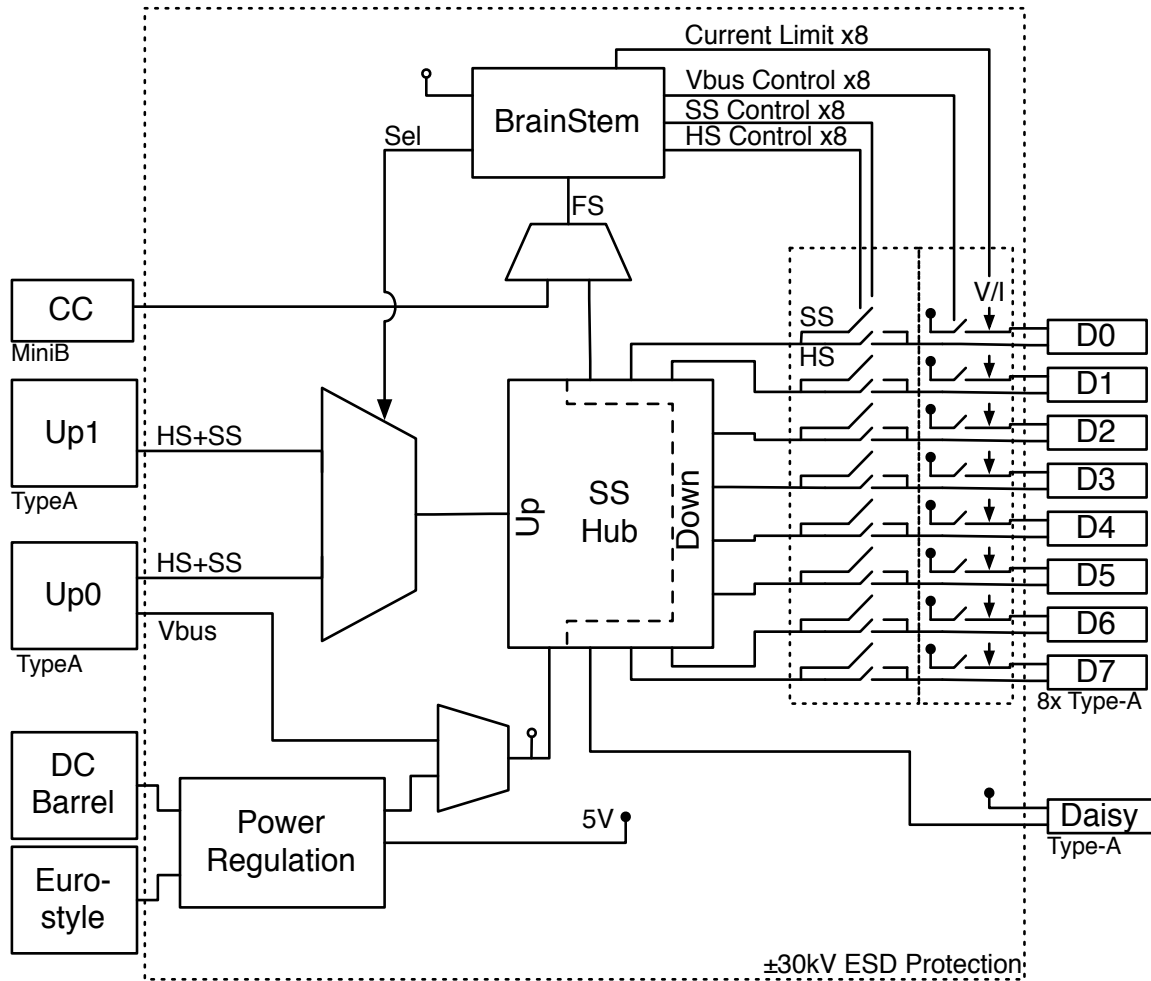 Current Limit x8
Vbus Control x8
BrainStem
SS Control x8
Sel
HS Control x8
FS
CC
MiniB
V/I
SS
HS
D0
D1
Up1
HS+SS
TypeA
D2
D3
Up
SS
Hub
Down
D4
D5
Up0
HS+SS
Vbus
TypeA
D6
D7
8x Type-A
DC
Barrel
Power
Regulation
5V
Daisy
Type-A
Euro-
style
±30kV ESD Protection